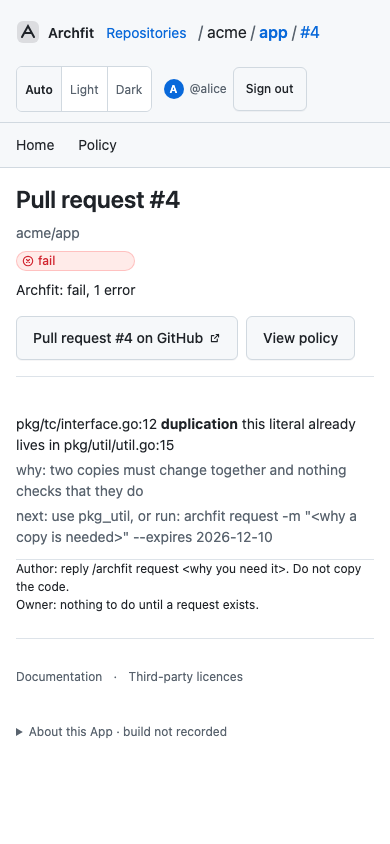 Archfit Repositories / acme / app / #4
Auto Light Dark A @alice Sign out
Home Policy
Pull request #4
acme/app
fail
Archfit: fail, 1 error
Pull request #4 on GitHub View policy
pkg/tc/interface.go:12 duplication this literal already
lives in pkg/util/util.go:15
why: two copies must change together and nothing
checks that they do
next: use pkg_util, or run: archfit request -m "<why a
copy is needed>" --expires 2026-12-10
Author: reply /archfit request <why you need it>. Do not copy
the code.
Owner: nothing to do until a request exists.
Documentation · Third-party licences
About this App · build not recorded